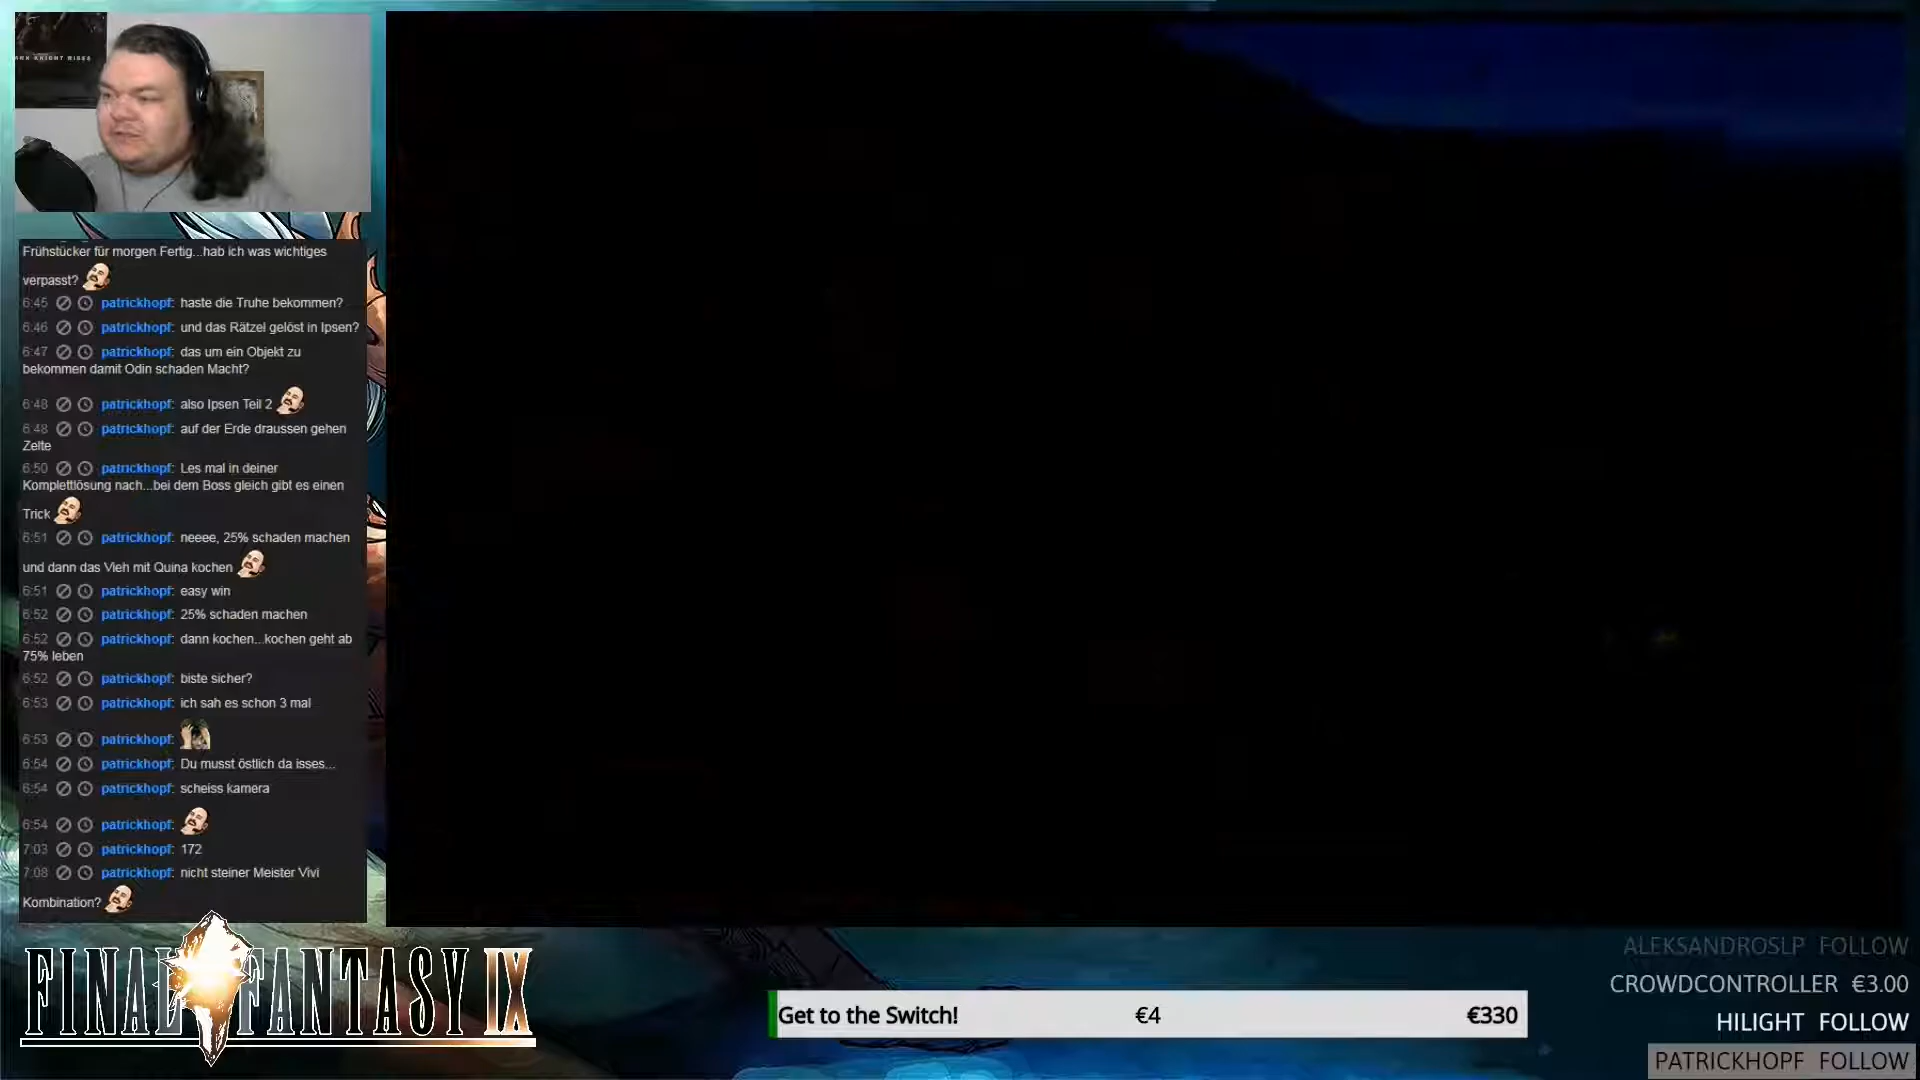 ARK KNIGHT RISES
Frühstücker für morgen Fertig...hab ich was wichtiges
verpasst?
6:45 patrickhopf: haste die Truhe bekommen?
6:46 patrickhopf: und das Rätzel gelöst in Ipsen?
6:47 patrickhopf: das um ein Objekt zu
bekommen damit Odin schaden Macht?
6:48 patrickhopf: also Ipsen Teil 2
6:48 patrickhopf: auf der Erde draussen gehen
Zelte
6:50 patrickhopf: Les mal in deiner
Komplettlösung nach...bei dem Boss gleich gibt es einen
Trick
6:51 patrickhopf: neeee, 25% schaden machen
und dann das Vieh mit Quina kochen
6:51 patrickhopf: easy win
6:52 patrickhopf: 25% schaden machen
6:52 patrickhopf: dann kochen...kochen geht ab
75% leben
6:52 patrickhopf: biste sicher?
6:53 patrickhopf: ich sah es schon 3 mal
6:53 patrickhopf:
6:54 patrickhopf: Du musst östlich da isses...
6:54 patrickhopf: scheiss kamera
6:54 patrickhopf:
7:03 patrickhopf: 172
7:08 patrickhopf: nicht steiner Meister Vivi
Kombination?
FINAL FANTASY IX
Get to the Switch! €4 €330
ALEKSANDROSLP FOLLOW
CROWDCONTROLLER €3.00
HILIGHT FOLLOW
PATRICKHOPF FOLLOW